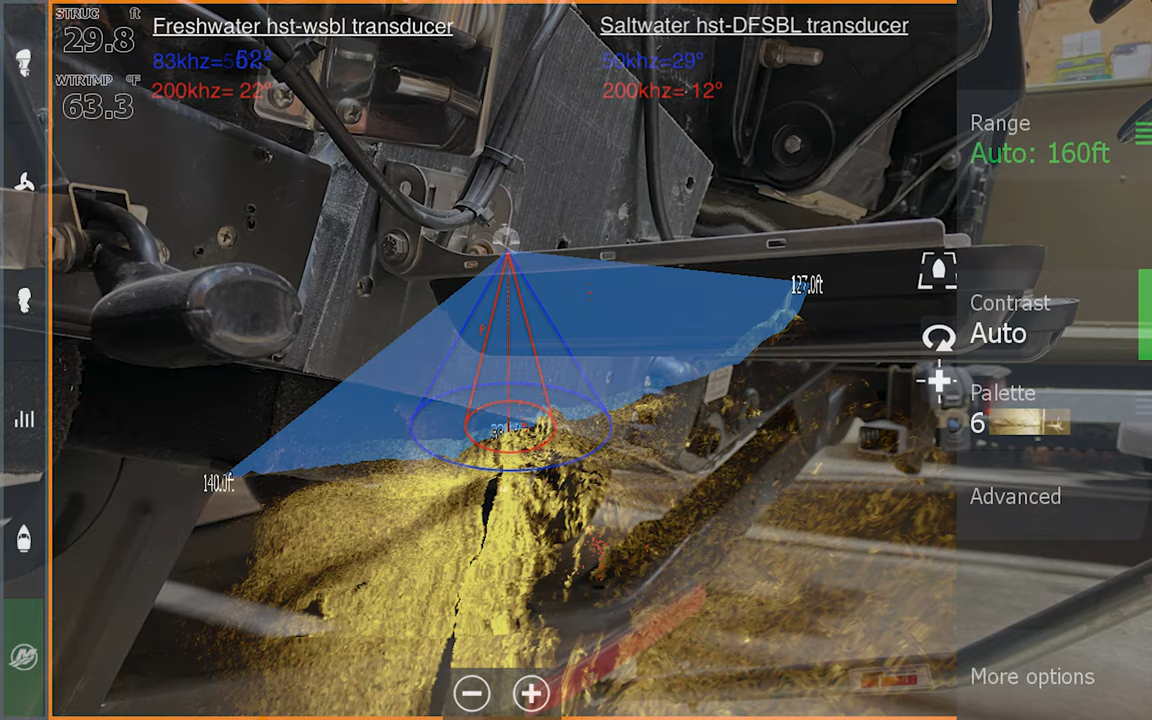 STRUC ft
29.8
WTRTMP °F
63.3
Freshwater hst-wsbl transducer
200khz= 22°
Saltwater hst-DFSBL transducer
50khz=29°
200khz= 12°
Range
Auto: 160ft
127.0ft
Contrast
Auto
Palette
6
140.0ft
Advanced
More options